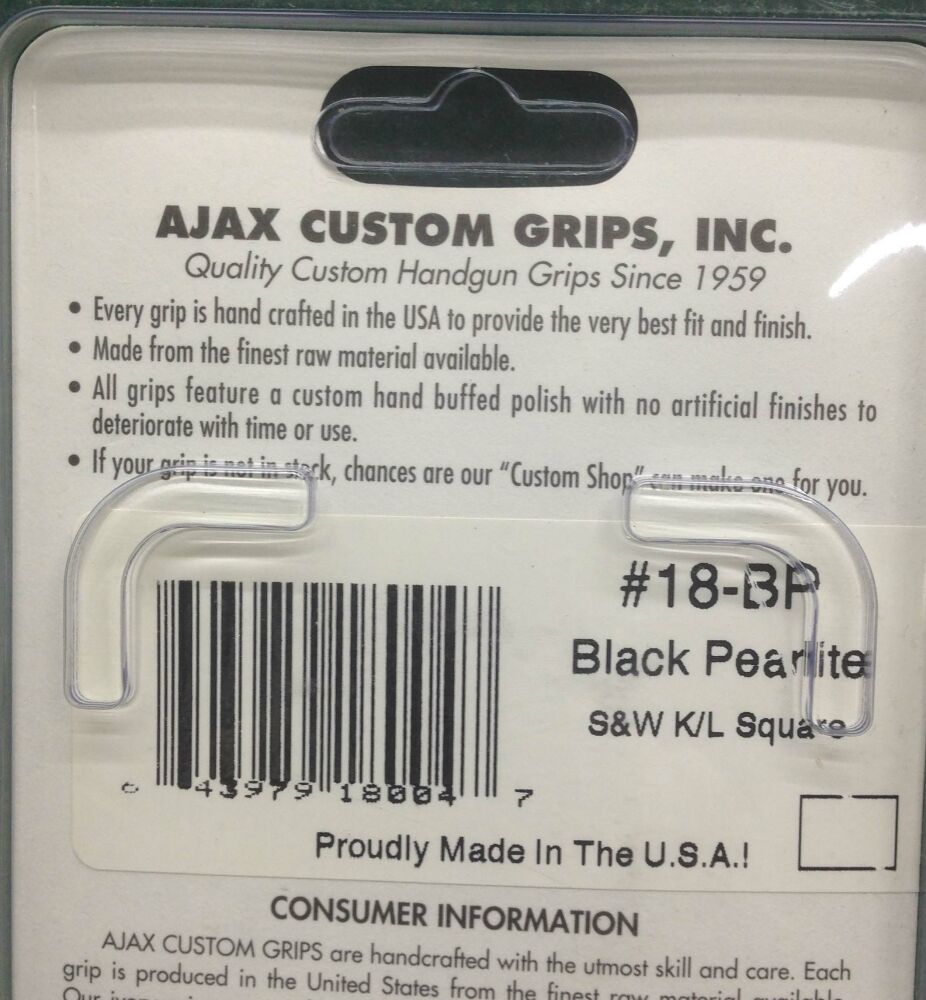 AJAX CUSTOM GRIPS, INC.
Quality Custom Handgun Grips Since 1959
• Every grip is hand crafted in the USA to provide the very best fit and finish.
• Made from the finest raw material available.
• All grips feature a custom hand buffed polish with no artificial finishes to
deteriorate with time or use.
• If your grip is not in stock, chances are our "Custom Shop" can make one for you.
#18-BP
Black Pearlite
S&W K/L Square
43979 18004 7
Proudly Made In The U.S.A.!
CONSUMER INFORMATION
AJAX CUSTOM GRIPS are handcrafted with the utmost skill and care. Each
grip is produced in the United States from the finest raw material available.
Our